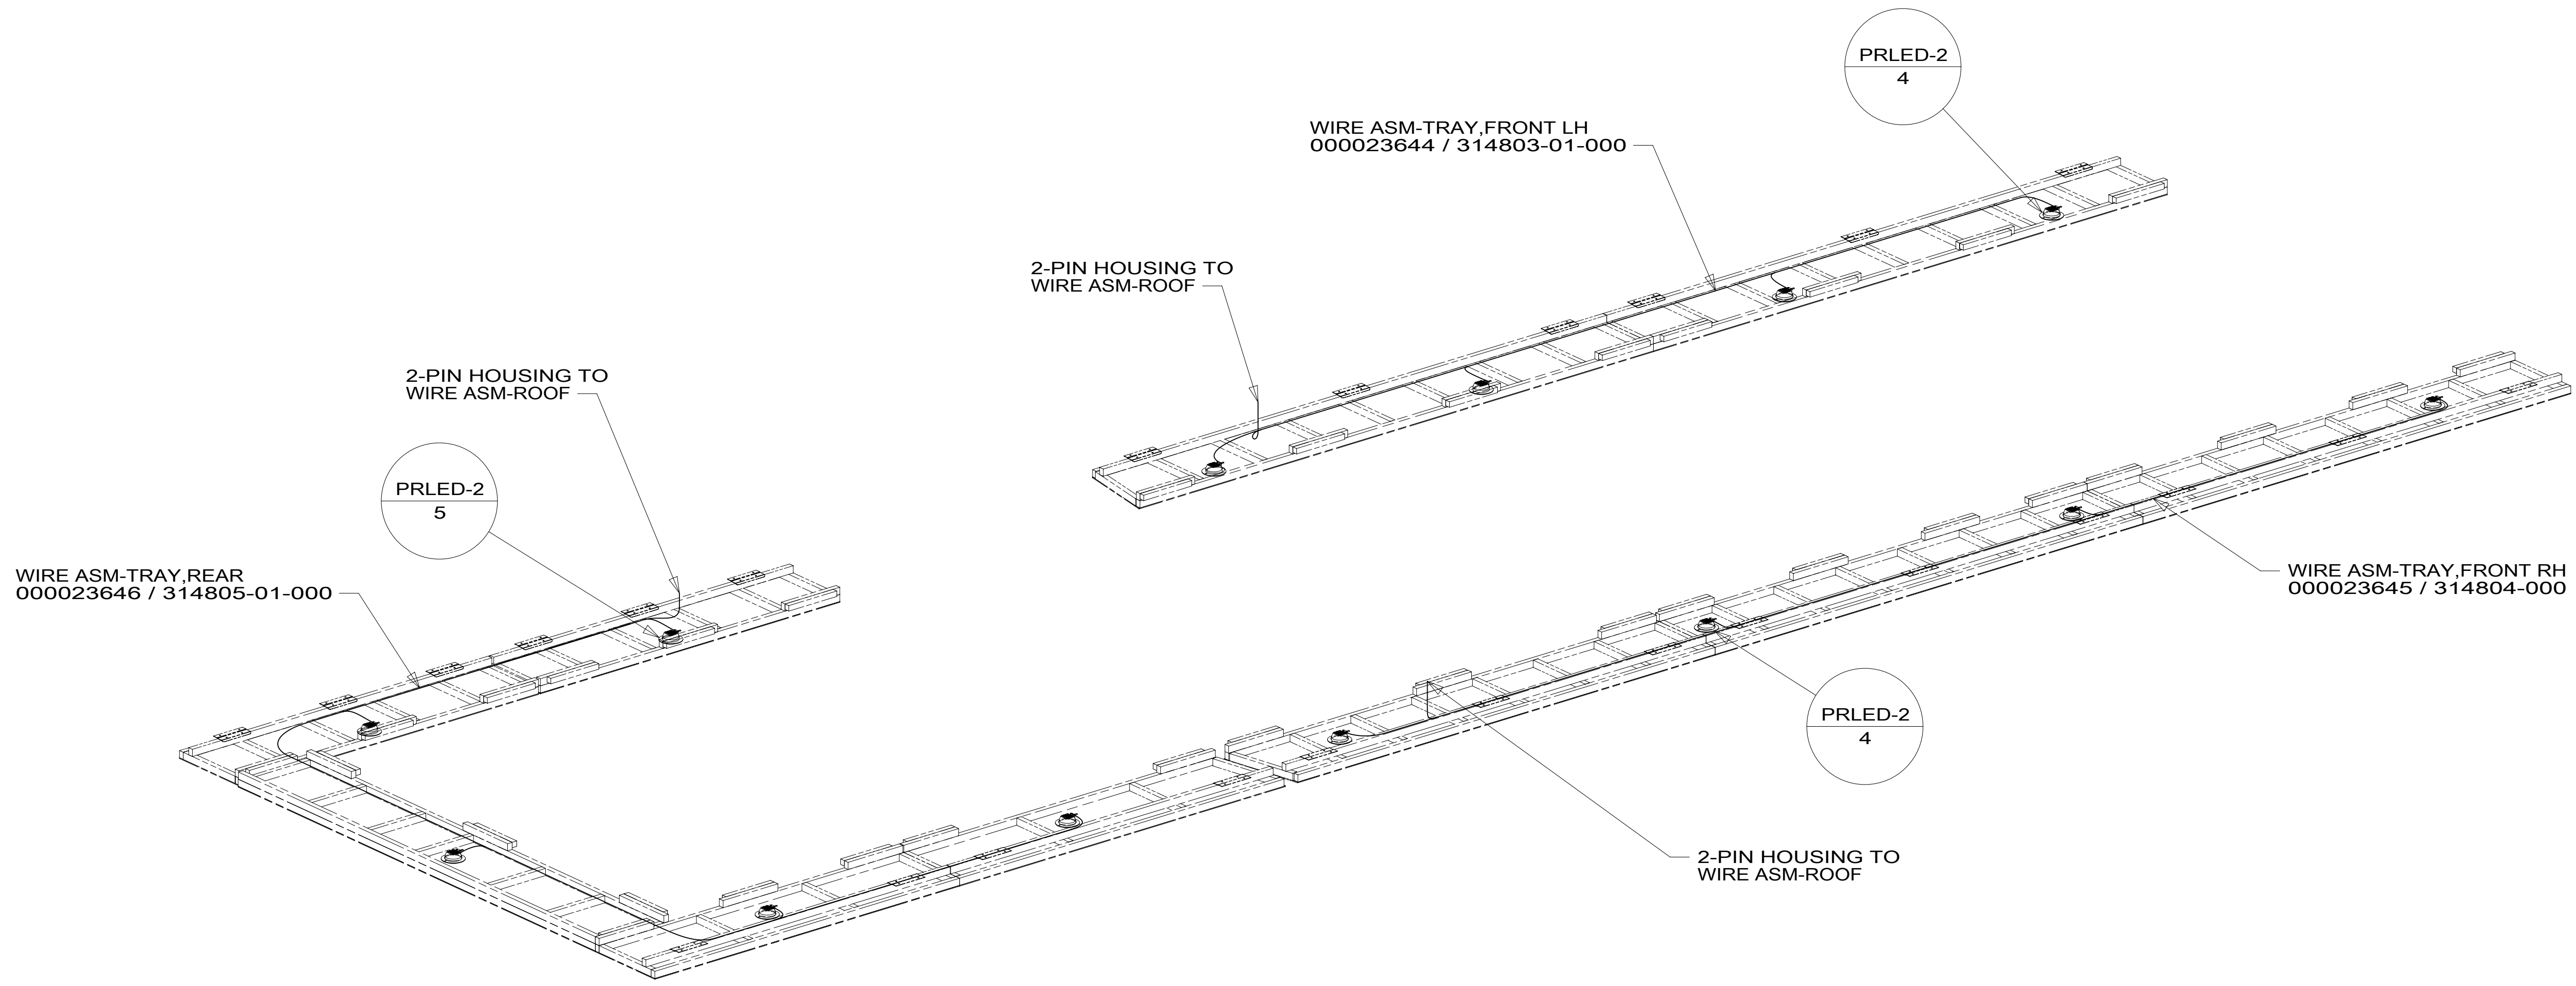 PRLED-2
4
WIRE ASM-TRAY,FRONT LH
000023644 / 314803-01-000
2-PIN HOUSING TO
WIRE ASM-ROOF
2-PIN HOUSING TO
WIRE ASM-ROOF
PRLED-2
5
WIRE ASM-TRAY,REAR
000023646 / 314805-01-000
WIRE ASM-TRAY,FRONT RH
000023645 / 314804-000
PRLED-2
4
2-PIN HOUSING TO
WIRE ASM-ROOF